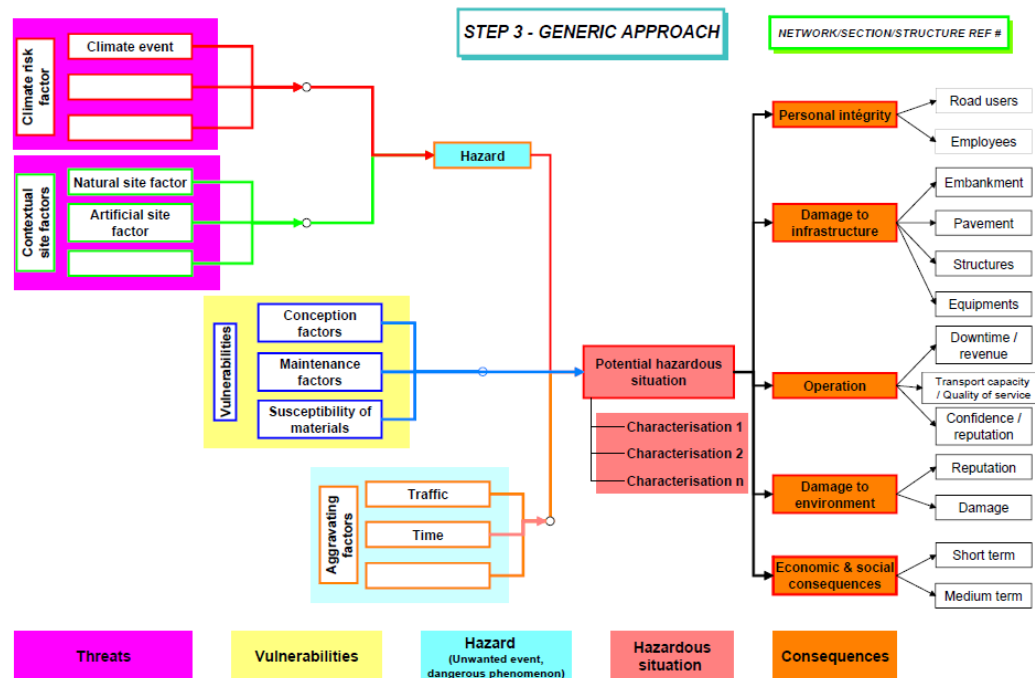 STEP 3 - GENERIC APPROACH
NETWORK/SECTION/STRUCTURE REF #
Climate risk
factor
Climate event
Contextual
site factors
Natural site factor
Artificial site
factor
Hazard
Vulnerabilities
Conception
factors
Maintenance
factors
Susceptibility of
materials
Aggravating
factors
Traffic
Time
Potential hazardous
situation
Characterisation 1
Characterisation 2
Characterisation n
Personal intégrity
Road users
Employees
Damage to
infrastructure
Embankment
Pavement
Structures
Equipments
Operation
Downtime /
revenue
Transport capacity
/ Quality of service
Confidence /
reputation
Damage to
environment
Reputation
Damage
Economic & social
consequences
Short term
Medium term
Threats
Vulnerabilities
Hazard
(Unwanted event,
dangerous phenomenon)
Hazardous
situation
Consequences